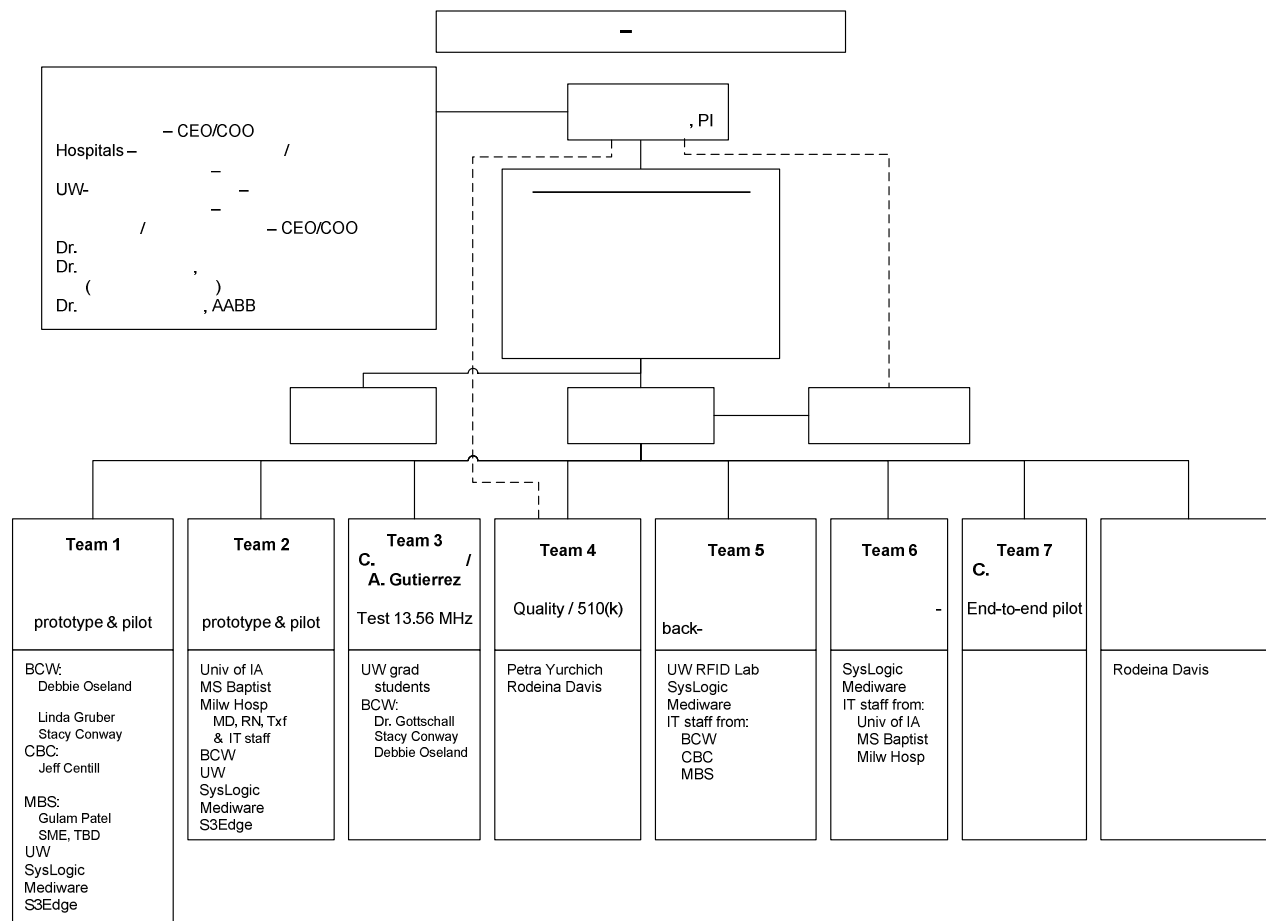 –
, PI
– CEO/COO
Hospitals – /
–
UW- –
–
/ – CEO/COO
Dr.
Dr. ,
( )
Dr. , AABB
Team 1
prototype & pilot
BCW:
Debbie Oseland
Linda Gruber
Stacy Conway
CBC:
Jeff Centill
MBS:
Gulam Patel
SME, TBD
UW
SysLogic
Mediware
S3Edge
Team 2
prototype & pilot
Univ of IA
MS Baptist
Milw Hosp
MD, RN, Txf
& IT staff
BCW
UW
SysLogic
Mediware
S3Edge
Team 3
C. /
A. Gutierrez
Test 13.56 MHz
UW grad
students
BCW:
Dr. Gottschall
Stacy Conway
Debbie Oseland
Team 4
Quality / 510(k)
Petra Yurchich
Rodeina Davis
Team 5
back-
UW RFID Lab
SysLogic
Mediware
IT staff from:
BCW
CBC
MBS
Team 6
-
SysLogic
Mediware
IT staff from:
Univ of IA
MS Baptist
Milw Hosp
Team 7
C.
End-to-end pilot
Rodeina Davis